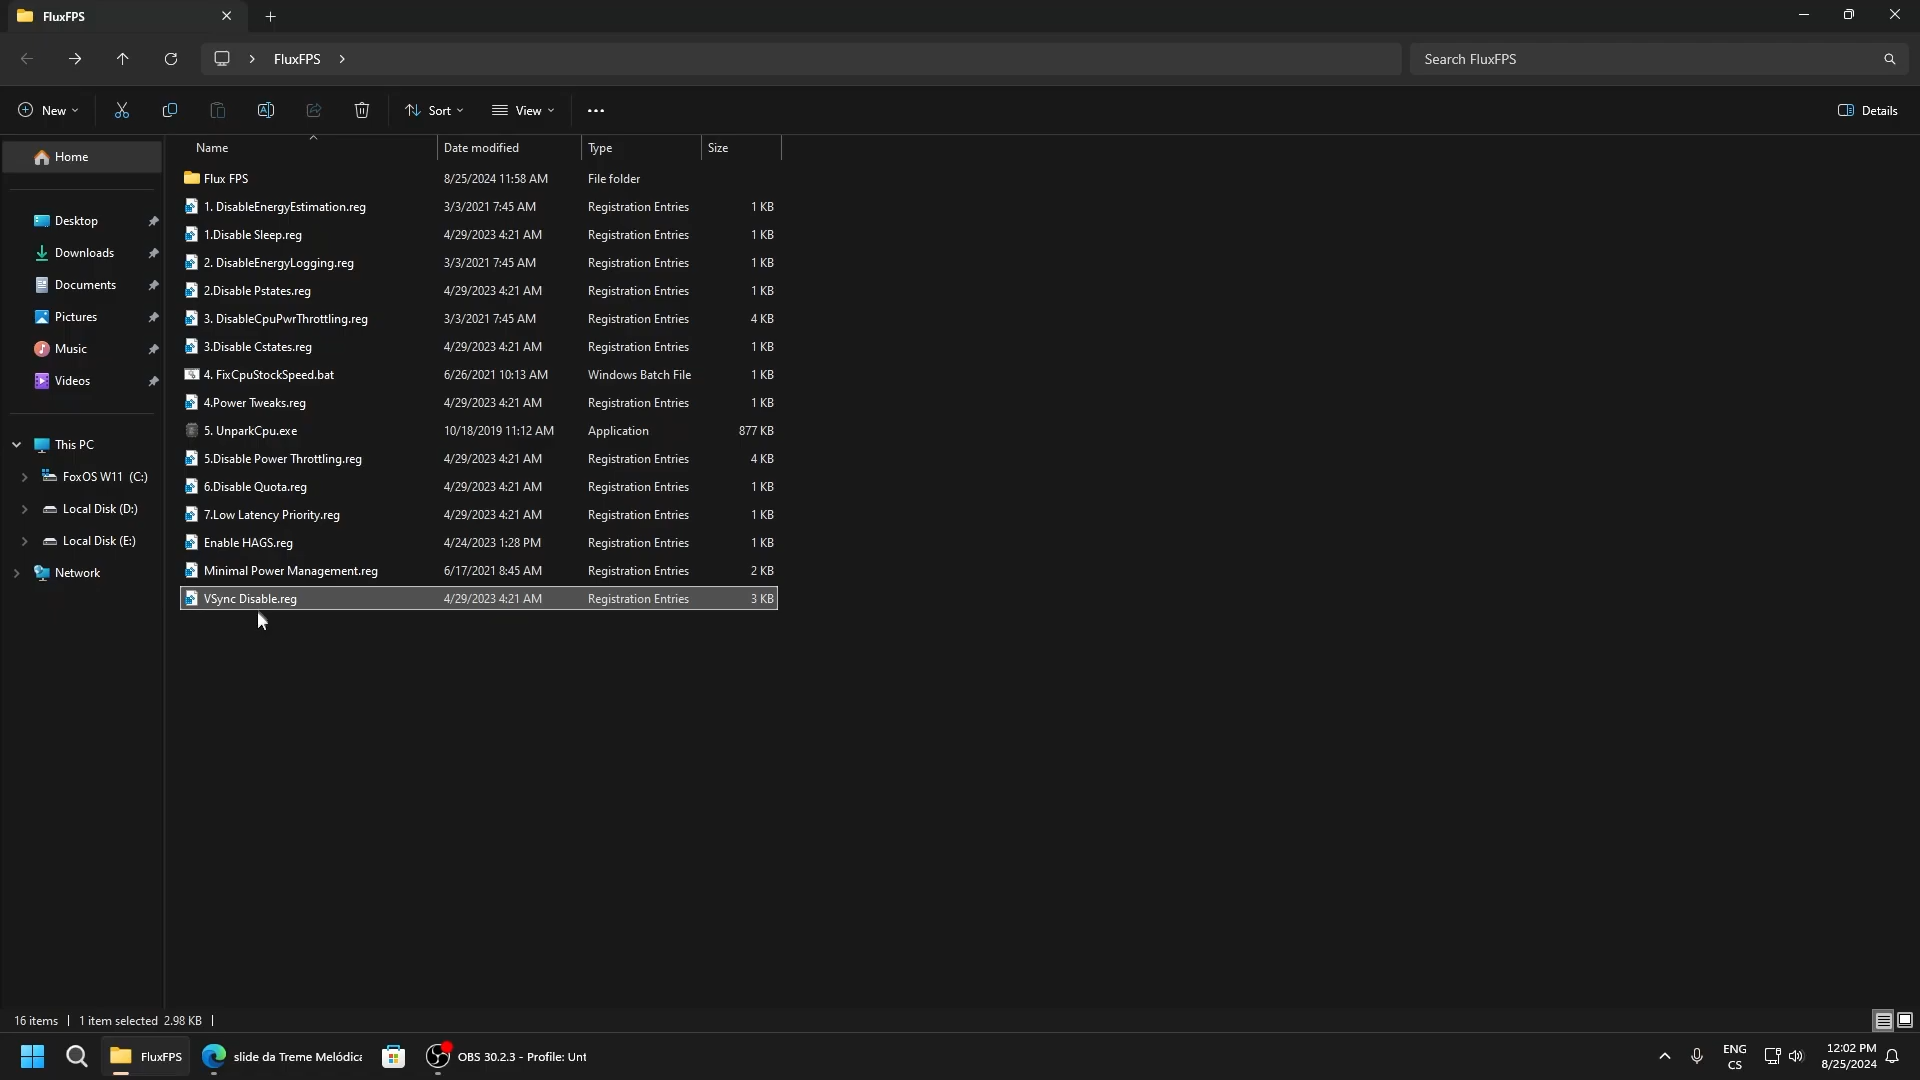 FluxFPS
FluxFPS
Search FluxFPS
New
Sort
View
Details
Name Date modified Type Size
Home
Desktop
Downloads
Documents
Pictures
Music
Videos
This PC
FoxOS W11 (C:)
Local Disk (D:)
Local Disk (E:)
Network
Flux FPS 8/25/2024 11:58 AM File folder
1. DisableEnergyEstimation.reg 3/3/2021 7:45 AM Registration Entries 1 KB
1.Disable Sleep.reg 4/29/2023 4:21 AM Registration Entries 1 KB
2. DisableEnergyLogging.reg 3/3/2021 7:45 AM Registration Entries 1 KB
2.Disable Pstates.reg 4/29/2023 4:21 AM Registration Entries 1 KB
3. DisableCpuPwrThrottling.reg 3/3/2021 7:45 AM Registration Entries 4 KB
3.Disable Cstates.reg 4/29/2023 4:21 AM Registration Entries 1 KB
4. FixCpuStockSpeed.bat 6/26/2021 10:13 AM Windows Batch File 1 KB
4.Power Tweaks.reg 4/29/2023 4:21 AM Registration Entries 1 KB
5. UnparkCpu.exe 10/18/2019 11:12 AM Application 877 KB
5.Disable Power Throttling.reg 4/29/2023 4:21 AM Registration Entries 4 KB
6.Disable Quota.reg 4/29/2023 4:21 AM Registration Entries 1 KB
7.Low Latency Priority.reg 4/29/2023 4:21 AM Registration Entries 1 KB
Enable HAGS.reg 4/24/2023 1:28 PM Registration Entries 1 KB
Minimal Power Management.reg 6/17/2021 8:45 AM Registration Entries 2 KB
VSync Disable.reg 4/29/2023 4:21 AM Registration Entries 3 KB
16 items 1 item selected 2.98 KB
FluxFPS
slide da Treme Melódica
OBS 30.2.3 - Profile: Unt
ENG
CS
12:02 PM
8/25/2024